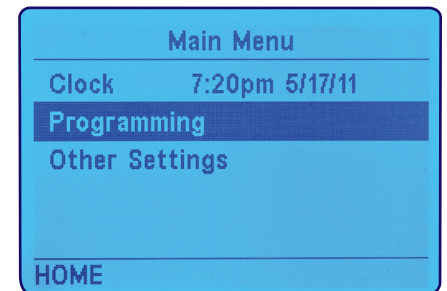 Main Menu
Clock 7:20pm 5/17/11
Programming
Other Settings
HOME